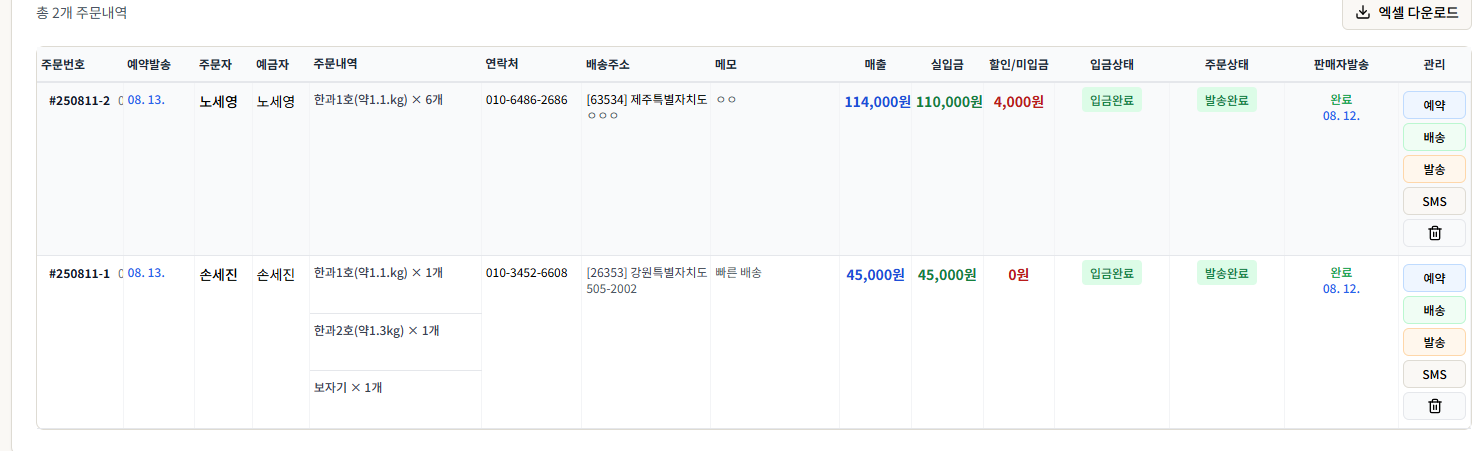 총 2개 주문내역
엑셀 다운로드
주문번호 예약발송 주문자 예금자 주문내역 연락처 배송주소 메모 매출 실입금 할인/미입금 입금상태 주문상태 판매자발송 관리
#250811-2 08. 13. 노세영 노세영 한과1호(약1.1.kg) × 6개 010-6486-2686 [63534] 제주특별자치도 ㅇㅇ 114,000원 110,000원 4,000원 입금완료 발송완료 완료 예약
ㅇㅇㅇ 08. 12.
배송
발송
SMS
#250811-1 08. 13. 손세진 손세진 한과1호(약1.1.kg) × 1개 010-3452-6608 [26353] 강원특별자치도 빠른 배송 45,000원 45,000원 0원 입금완료 발송완료 완료 예약
505-2002 08. 12.
배송
한과2호(약1.3kg) × 1개
발송
SMS
보자기 × 1개